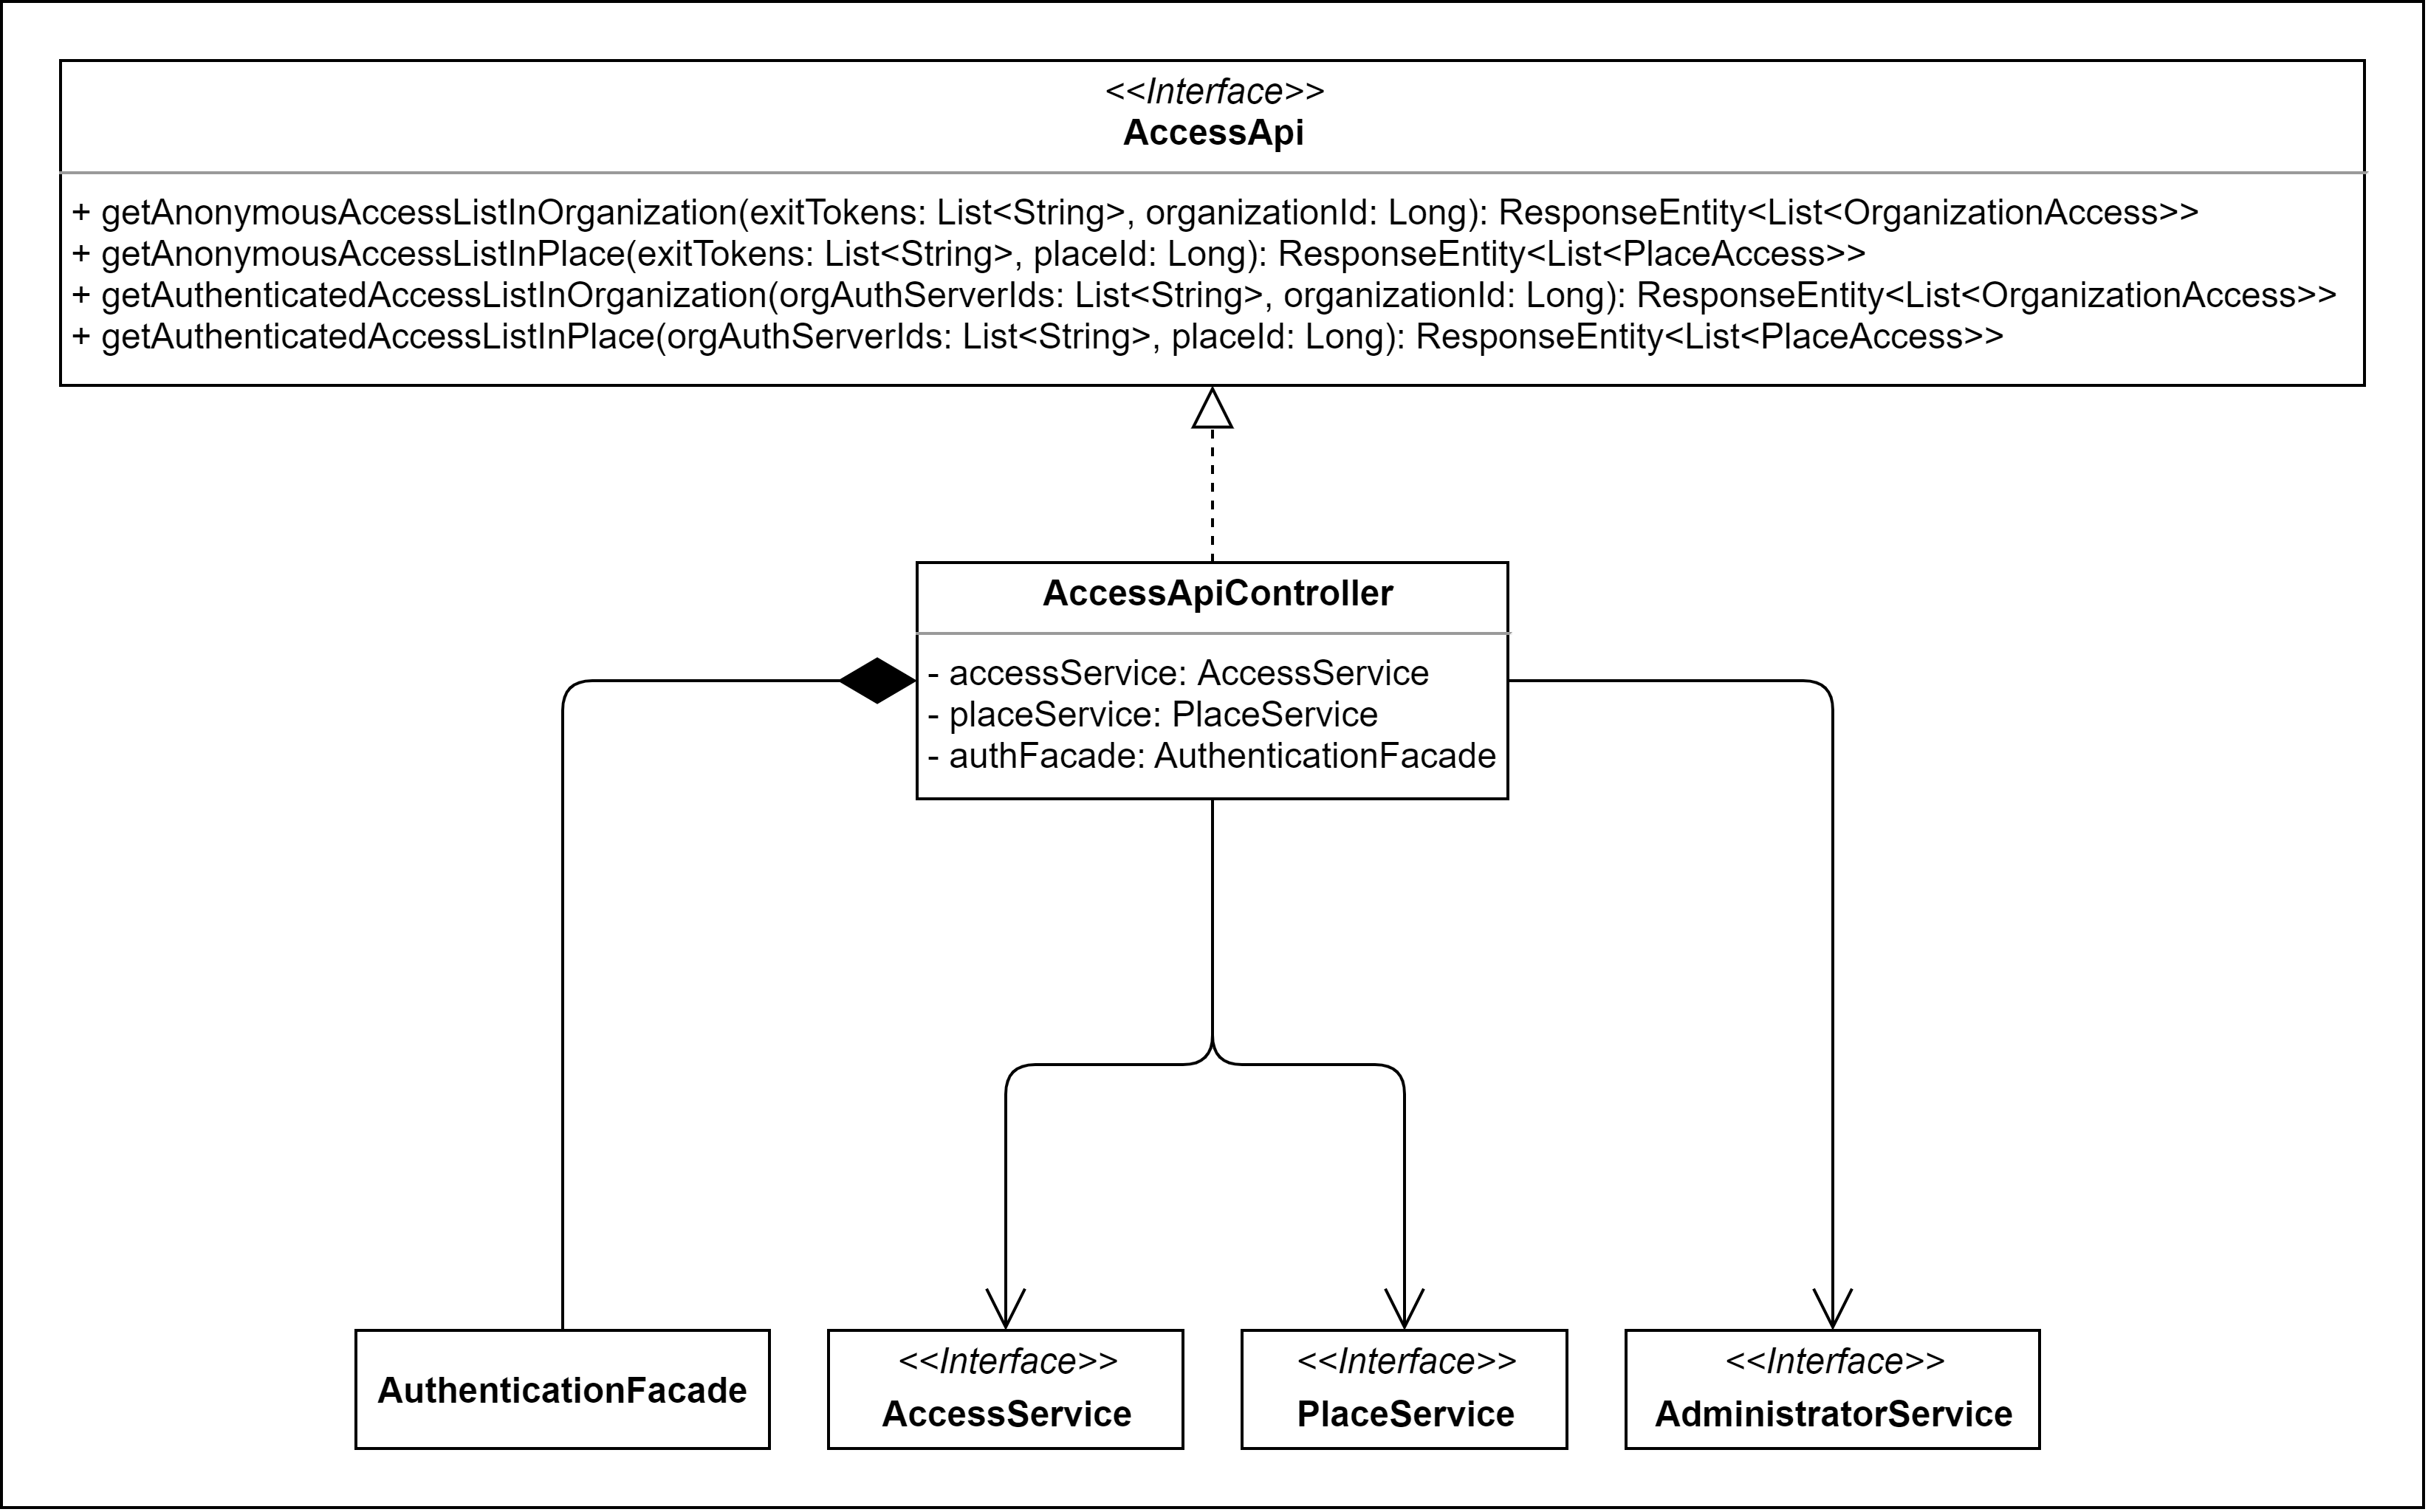 <<Interface>>
AccessApi
+ getAnonymousAccessListInOrganization(exitTokens: List<String>, organizationId: Long): ResponseEntity<List<OrganizationAccess>>
+ getAnonymousAccessListInPlace(exitTokens: List<String>, placeId: Long): ResponseEntity<List<PlaceAccess>>
+ getAuthenticatedAccessListInOrganization(orgAuthServerIds: List<String>, organizationId: Long): ResponseEntity<List<OrganizationAccess>>
+ getAuthenticatedAccessListInPlace(orgAuthServerIds: List<String>, placeId: Long): ResponseEntity<List<PlaceAccess>>
AccessApiController
- accessService: AccessService
- placeService: PlaceService
- authFacade: AuthenticationFacade
AuthenticationFacade
<<Interface>>
AccessService
<<Interface>>
PlaceService
<<Interface>>
AdministratorService